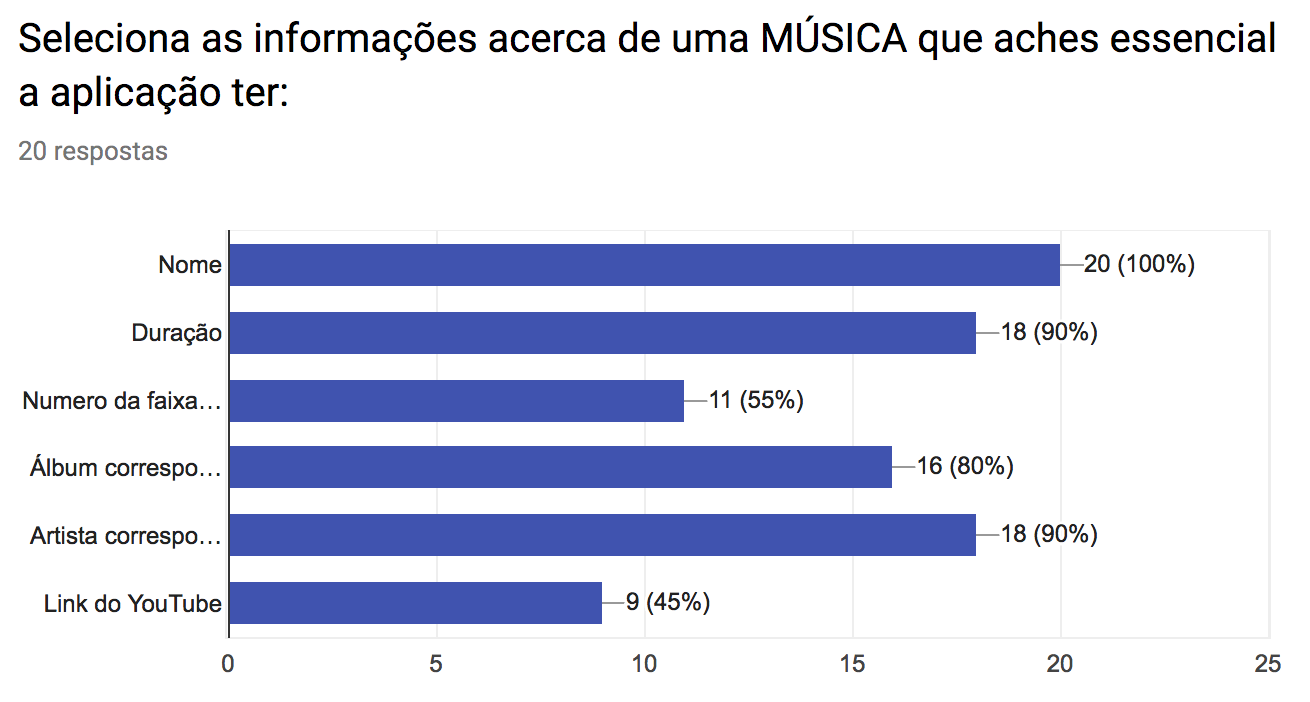 Seleciona as informações acerca de uma MÚSICA que aches essencial
a aplicação ter:
20 respostas
Nome
20 (100%)
Duração
18 (90%)
Numero da faixa…
11 (55%)
Álbum correspo…
16 (80%)
Artista correspo…
18 (90%)
Link do YouTube
9 (45%)
0 5 10 15 20 25